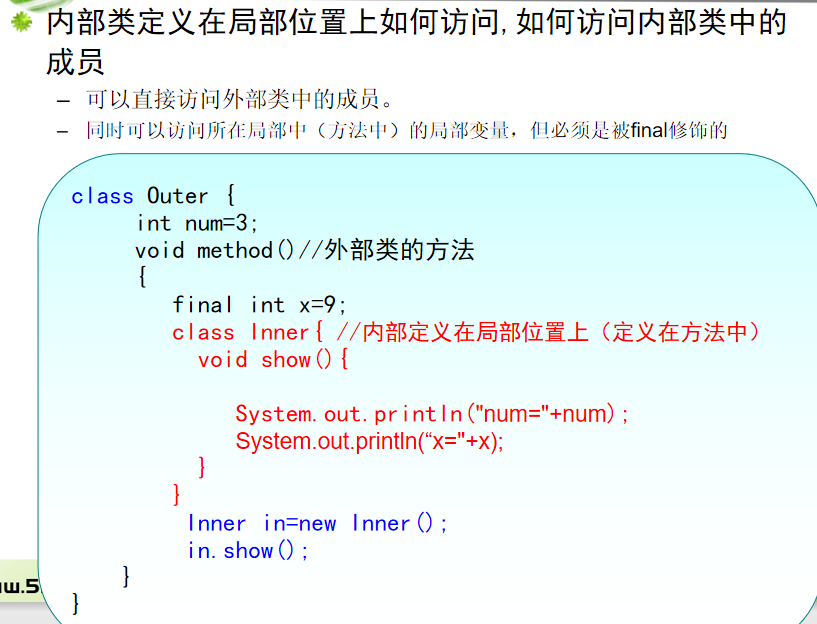 内部类定义在局部位置上如何访问,如何访问内部类中的
成员
– 可以直接访问外部类中的成员。
– 同时可以访问所在局部中（方法中）的局部变量，但必须是被final修饰的
class Outer {
int num=3;
void method()//外部类的方法
{
final int x=9;
class Inner{ //内部定义在局部位置上（定义在方法中）
void show(){
System.out.println("num="+num);
System.out.println(“x="+x);
}
}
Inner in=new Inner();
in.show();
}
}